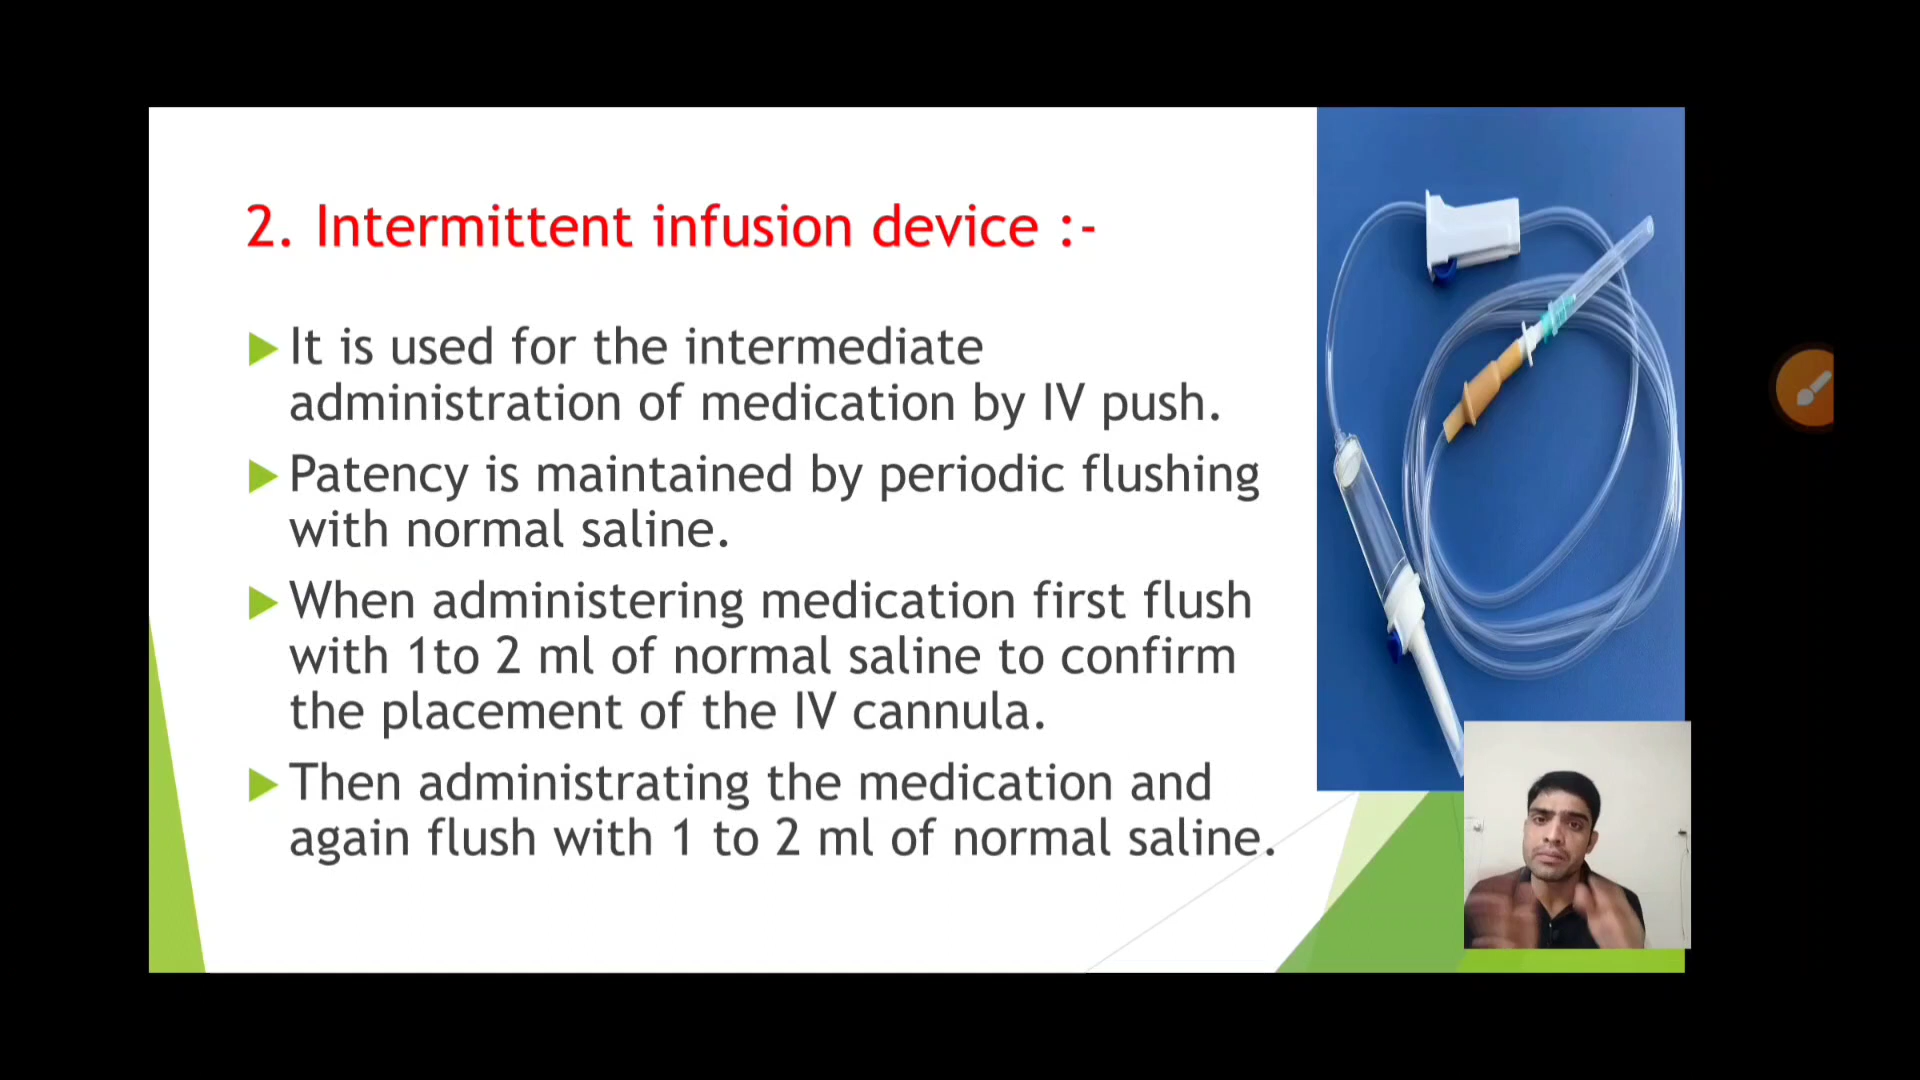 2. Intermittent infusion device :-
It is used for the intermediate
administration of medication by IV push.
Patency is maintained by periodic flushing
with normal saline.
When administering medication first flush
with 1to 2 ml of normal saline to confirm
the placement of the IV cannula.
Then administrating the medication and
again flush with 1 to 2 ml of normal saline.